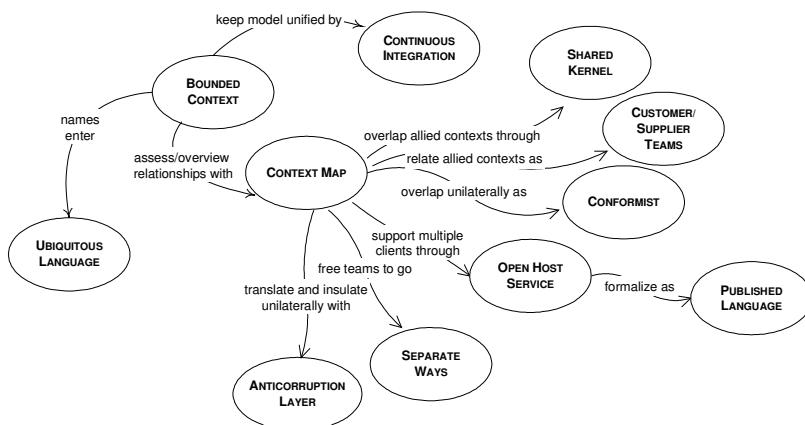 keep model unified by
CONTINUOUS
INTEGRATION
SHARED
KERNEL
BOUNDED
CONTEXT
CUSTOMER/
SUPPLIER
TEAMS
names
enter
overlap allied contexts through
assess/overview
relationships with
relate allied contexts as
CONTEXT MAP
overlap unilaterally as
CONFORMIST
UBIQUITOUS
LANGUAGE
support multiple
clients through
free teams to go
OPEN HOST
SERVICE
formalize as
PUBLISHED
LANGUAGE
translate and insulate
unilaterally with
SEPARATE
WAYS
ANTICORRUPTION
LAYER